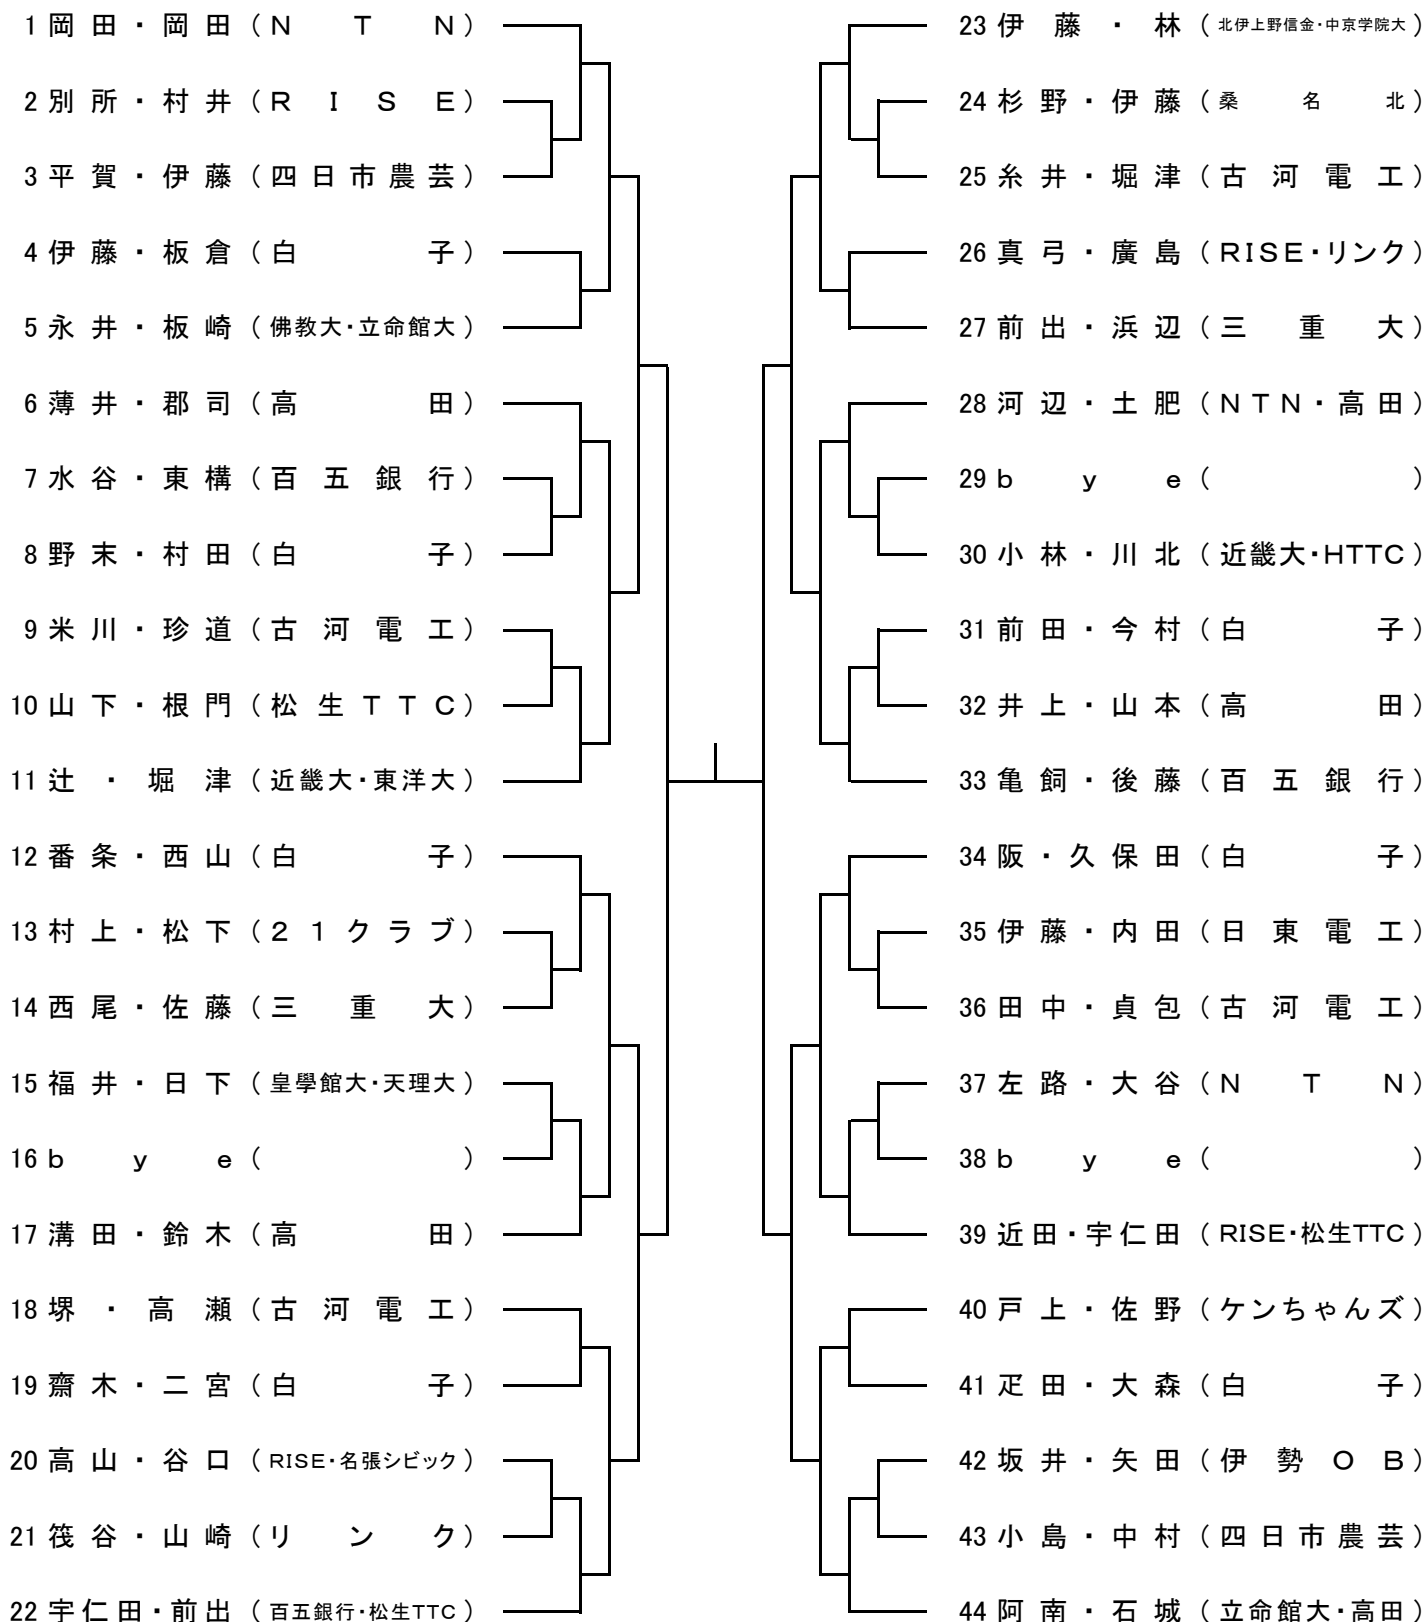 1 岡田・岡田（NTN）
2 別所・村井（RISE）
3 平賀・伊藤（四日市農芸）
4 伊藤・板倉（白子）
5 永井・板崎（佛教大・立命館大）
6 薄井・郡司（高田）
7 水谷・東構（百五銀行）
8 野末・村田（白子）
9 米川・珍道（古河電工）
10 山下・根門（松生TTC）
11 辻・堀津（近畿大・東洋大）
12 番条・西山（白子）
13 村上・松下（21クラブ）
14 西尾・佐藤（三重大）
15 福井・日下（皇學館大・天理大）
16 bye（ ）
17 溝田・鈴木（高田）
18 堺・高瀬（古河電工）
19 齋木・二宮（白子）
20 高山・谷口（RISE・名張シビック）
21 筏谷・山崎（リンク）
22 宇仁田・前出（百五銀行・松生TTC）
23 伊藤・林（北伊上野信金・中京学院大）
24 杉野・伊藤（桑名北）
25 糸井・堀津（古河電工）
26 真弓・廣島（RISE・リンク）
27 前出・浜辺（三重大）
28 河辺・土肥（NTN・高田）
29 bye（ ）
30 小林・川北（近畿大・HTTC）
31 前田・今村（白子）
32 井上・山本（高田）
33 亀飼・後藤（百五銀行）
34 阪・久保田（白子）
35 伊藤・内田（日東電工）
36 田中・貞包（古河電工）
37 左路・大谷（NTN）
38 bye（ ）
39 近田・宇仁田（RISE・松生TTC）
40 戸上・佐野（ケンちゃんズ）
41 疋田・大森（白子）
42 坂井・矢田（伊勢OB）
43 小島・中村（四日市農芸）
44 阿南・石城（立命館大・高田）